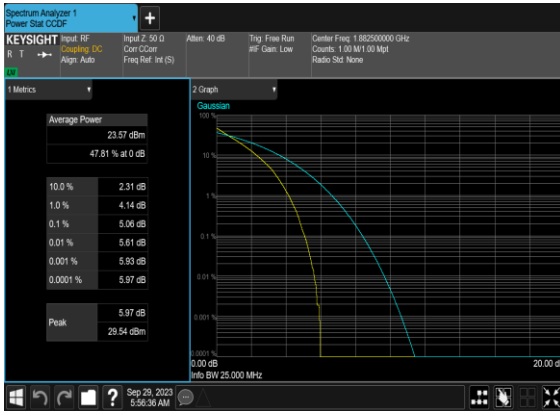 Spectrum Analyzer 1
Power Stat CCDF
KEYSIGHT
R T
LXI
Input: RF
Coupling: DC
Align: Auto
Input Z: 50 Ω
Corr CCorr
Freq Ref: Int (S)
Atten: 40 dB
Trig: Free Run
#IF Gain: Low
Center Freq: 1.882500000 GHz
Counts: 1.00 M/1.00 Mpt
Radio Std: None
1 Metrics
Average Power
23.57 dBm
47.81 % at 0 dB
10.0 % 2.31 dB
1.0 % 4.14 dB
0.1 % 5.06 dB
0.01 % 5.61 dB
0.001 % 5.93 dB
0.0001 % 5.97 dB
Peak
5.97 dB
29.54 dBm
2 Graph
Gaussian
100 %
10 %
1 %
0.1 %
0.01 %
0.001 %
0.0001 %
0.00 dB
20.00 d
Info BW 25.000 MHz
?
Sep 29, 2023
5:56:36 AM